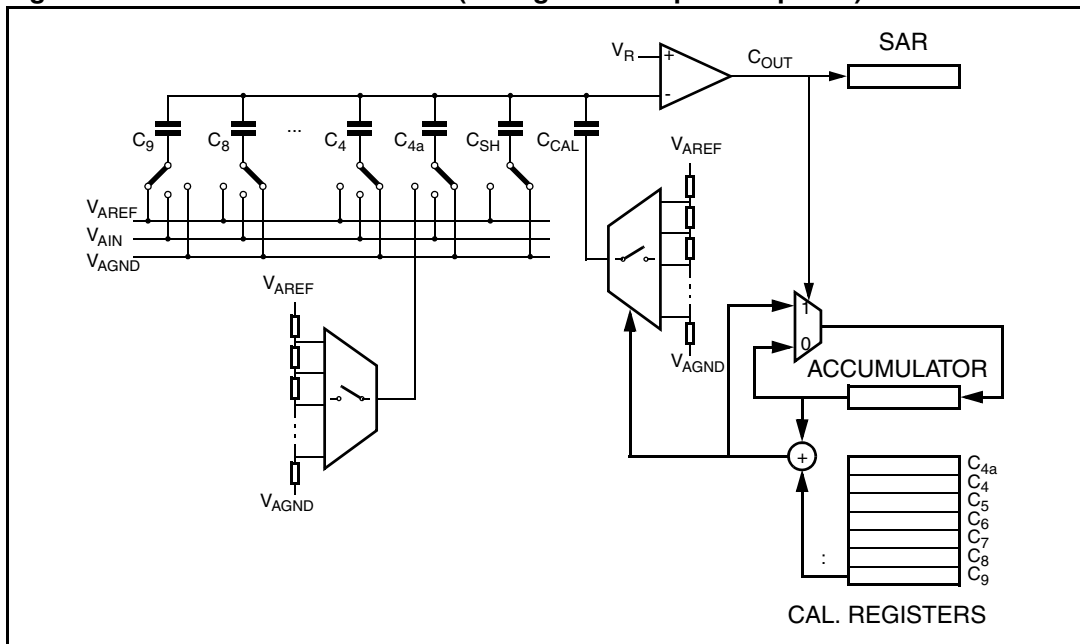 SAR
V_R
+
-
C_OUT
C_9
C_8
...
C_4
C_4a
C_SH
C_CAL
V_AREF
V_AREF
V_AIN
V_AGND
V_AREF
V_AGND
V_AGND
1
0
ACCUMULATOR
+
C_4a
C_4
C_5
C_6
C_7
C_8
C_9
:
CAL. REGISTERS